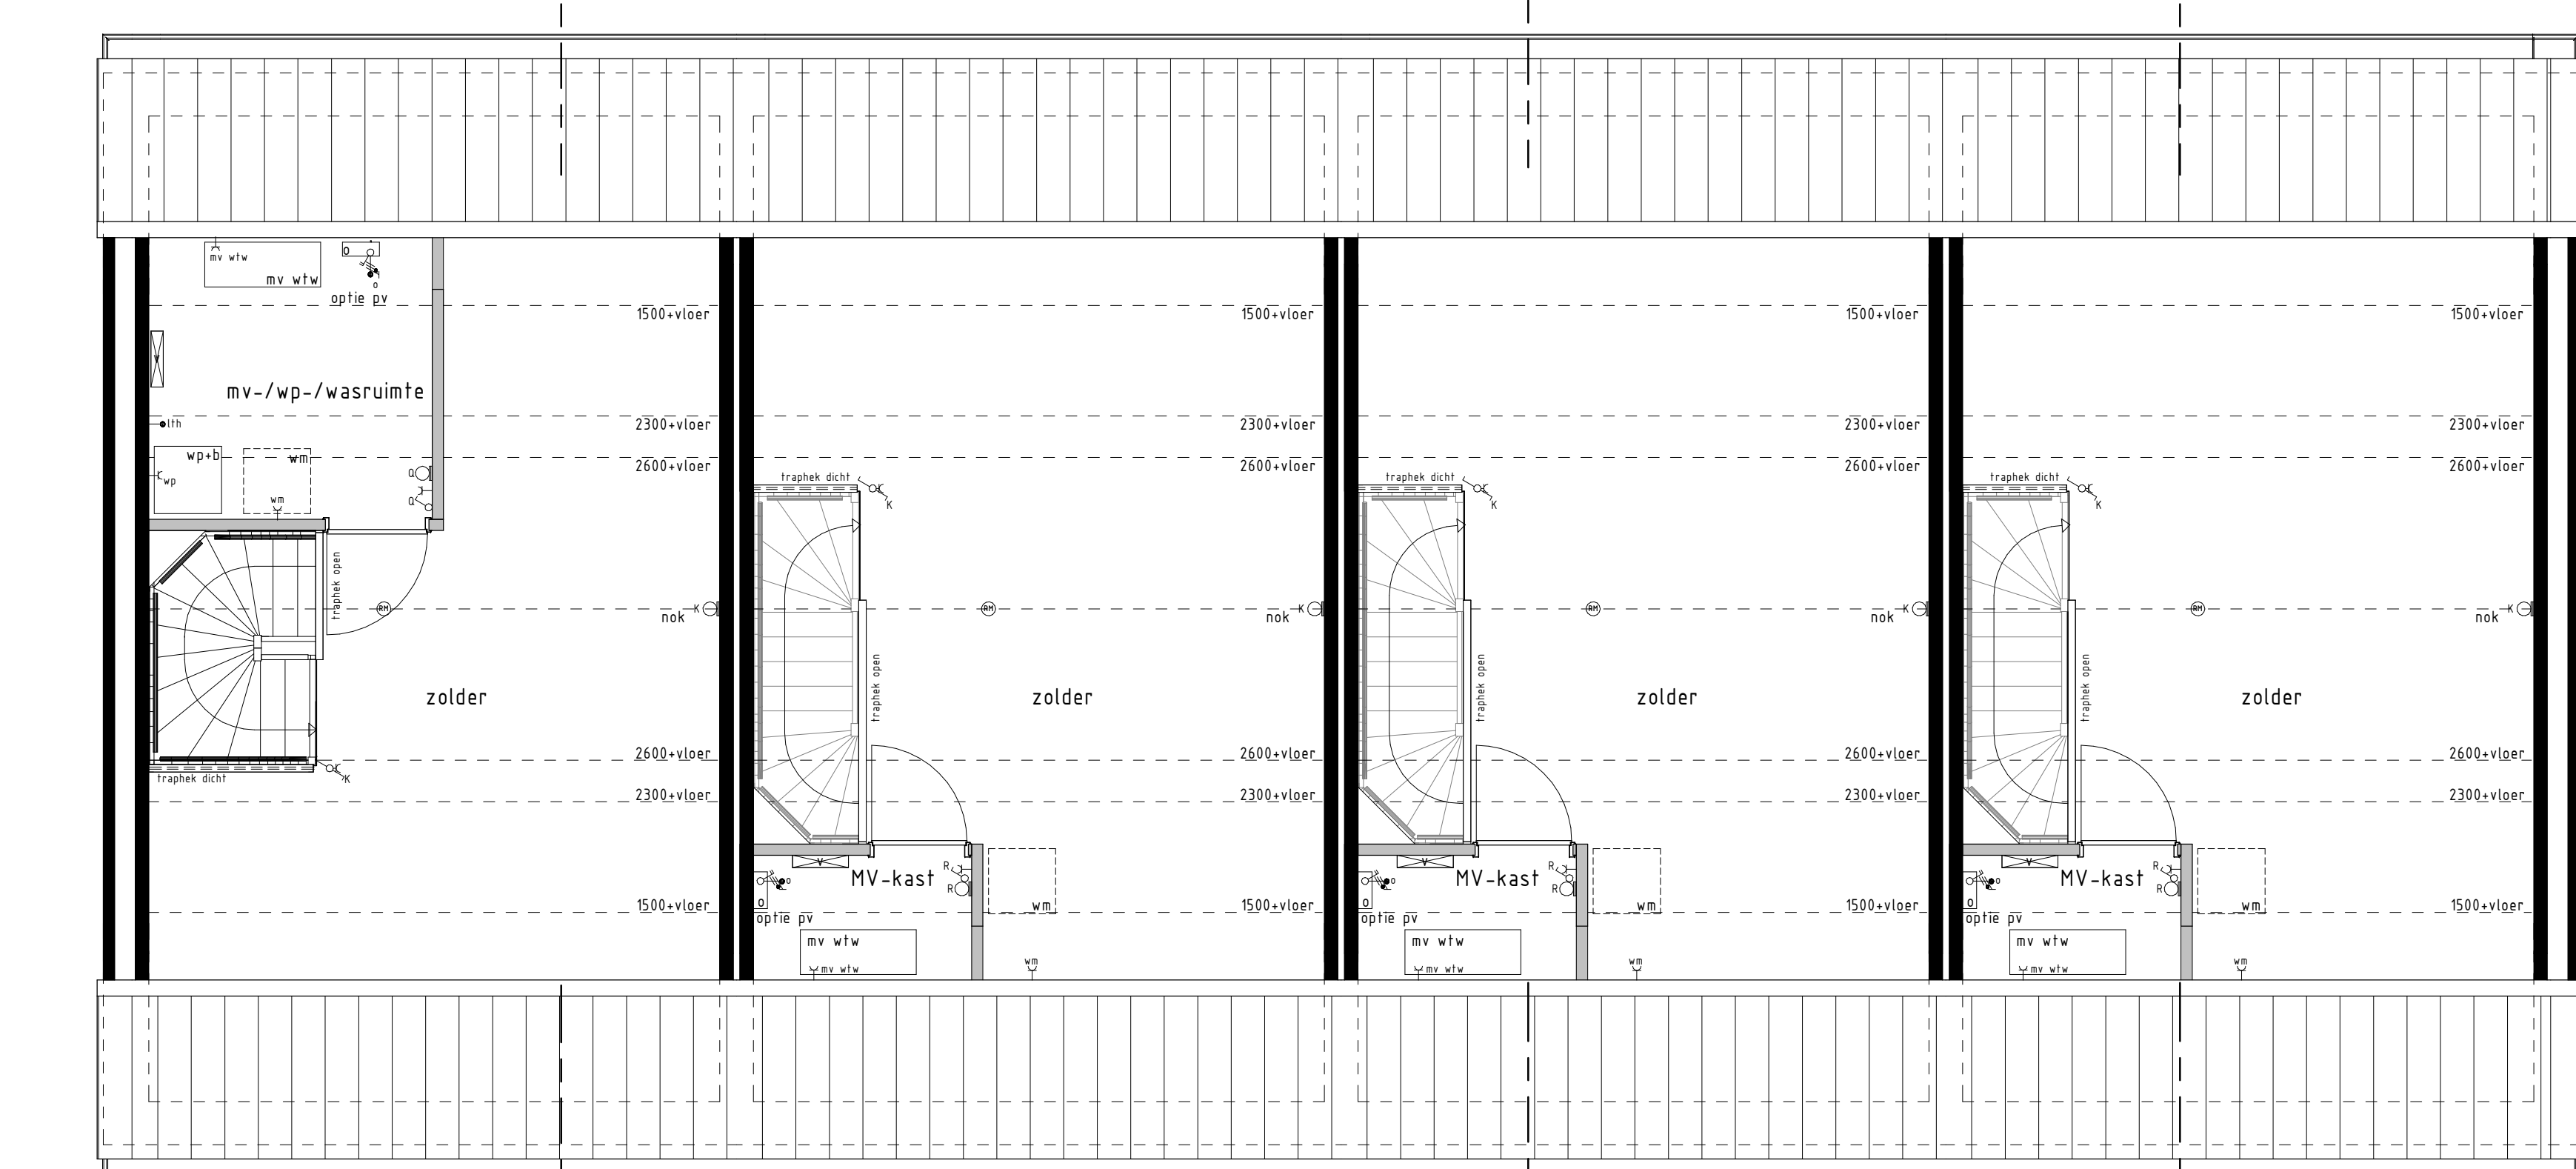 mv wtw
mv wtw
O
o
optie pv
1500+vloer
mv-/wp-/wasruimte
2300+vloer
lth
wp+b
wp
wm
wm
Q
Q
2600+vloer
traphek open
RM
K
nok
zolder
2600+vloer
traphek dicht
K
2300+vloer
1500+vloer
1500+vloer
2300+vloer
2600+vloer
traphek dicht
K
RM
K
nok
traphek open
zolder
2600+vloer
2300+vloer
V
MV-kast
R
R
o
O
optie pv
wm
1500+vloer
mv wtw
mv wtw
wm
1500+vloer
2300+vloer
2600+vloer
traphek dicht
K
RM
K
nok
traphek open
zolder
2600+vloer
2300+vloer
V
MV-kast
R
R
o
O
optie pv
wm
1500+vloer
mv wtw
mv wtw
wm
1500+vloer
2300+vloer
2600+vloer
traphek dicht
K
RM
K
nok
traphek open
zolder
2600+vloer
2300+vloer
V
MV-kast
R
R
o
O
optie pv
wm
1500+vloer
mv wtw
mv wtw
wm